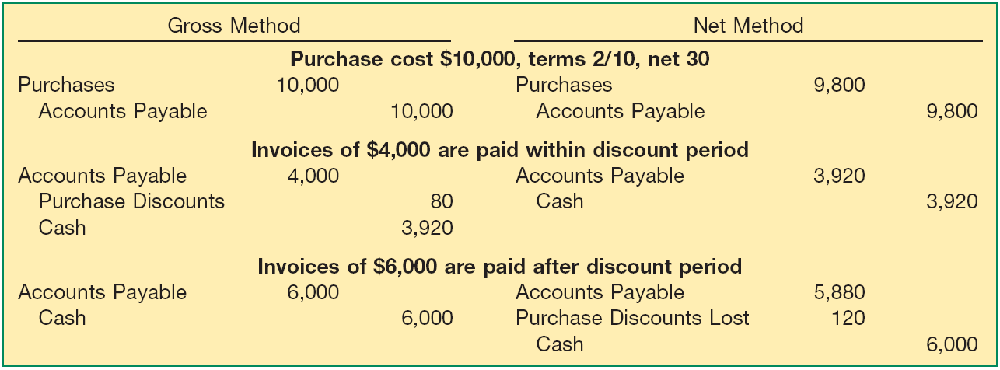 Gross Method Net Method
Purchase cost $10,000, terms 2/10, net 30
Purchases 10,000 Purchases 9,800
Accounts Payable 10,000 Accounts Payable 9,800
Invoices of $4,000 are paid within discount period
Accounts Payable 4,000 Accounts Payable 3,920
Purchase Discounts 80 Cash 3,920
Cash 3,920
Invoices of $6,000 are paid after discount period
Accounts Payable 6,000 Accounts Payable 5,880
Cash 6,000 Purchase Discounts Lost 120
Cash 6,000